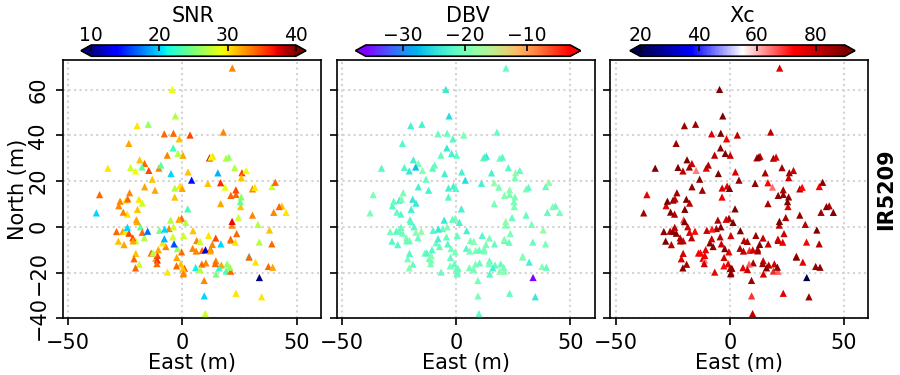 SNR DBV Xc
10 20 30 40 −30 −20 −10 20 40 60 80
North (m)
60
40
20
0
−20
−40
IR5209
−50 0 50 −50 0 50 −50 0 50
East (m) East (m) East (m)